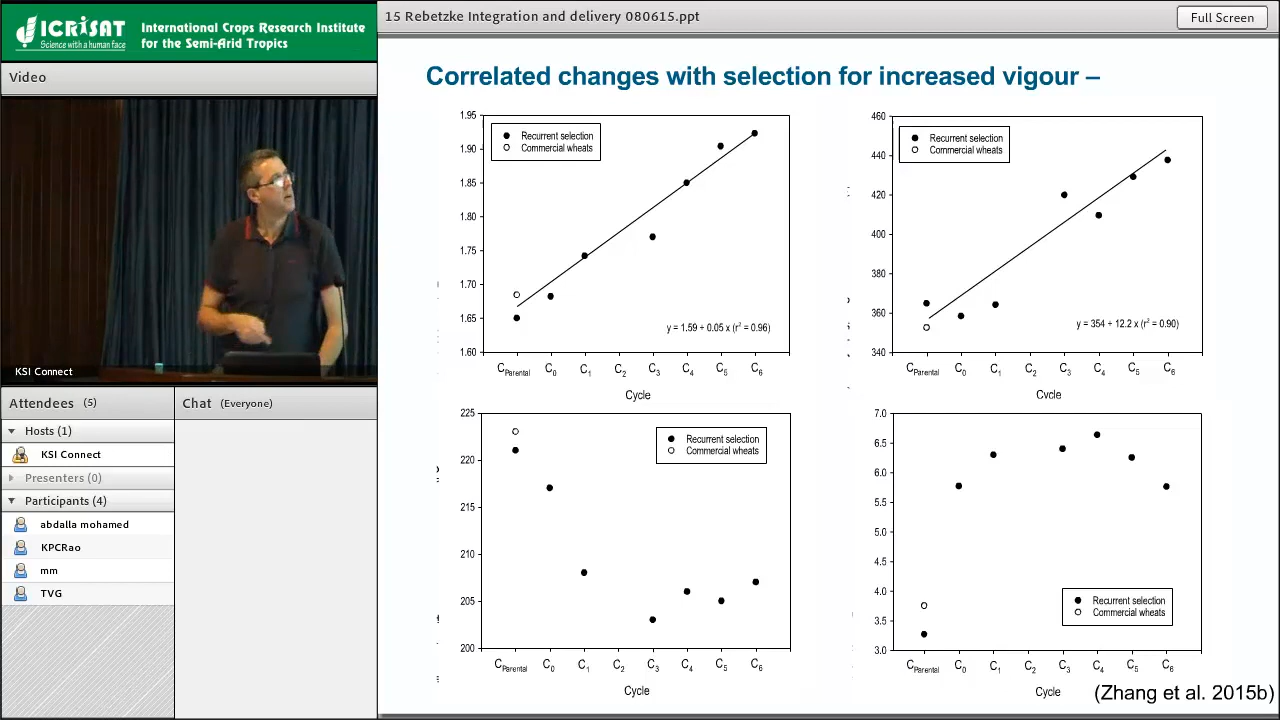 ICRISAT
Science with a human face
International Crops Research Institute
for the Semi-Arid Tropics
15 Rebetzke Integration and delivery 080615.ppt
Full Screen
Video
KSI Connect
Attendees (5)
Hosts (1)
KSI Connect
Presenters (0)
Participants (4)
abdalla mohamed
KPCRao
mm
TVG
Chat (Everyone)
Correlated changes with selection for increased vigour –
1.95
1.90
1.85
1.80
1.75
1.70
1.65
1.60
Recurrent selection
Commercial wheats
y = 1.59 + 0.05 x (r² = 0.96)
CParental C0 C1 C2 C3 C4 C5 C6
Cycle
460
440
420
400
380
360
340
Recurrent selection
Commercial wheats
y = 354 + 12.2 x (r² = 0.90)
CParental C0 C1 C2 C3 C4 C5 C6
Cycle
225
220
215
210
205
200
Recurrent selection
Commercial wheats
CParental C0 C1 C2 C3 C4 C5 C6
Cycle
7.0
6.5
6.0
5.5
5.0
4.5
4.0
3.5
3.0
Recurrent selection
Commercial wheats
CParental C0 C1 C2 C3 C4 C5 C6
Cycle
(Zhang et al. 2015b)